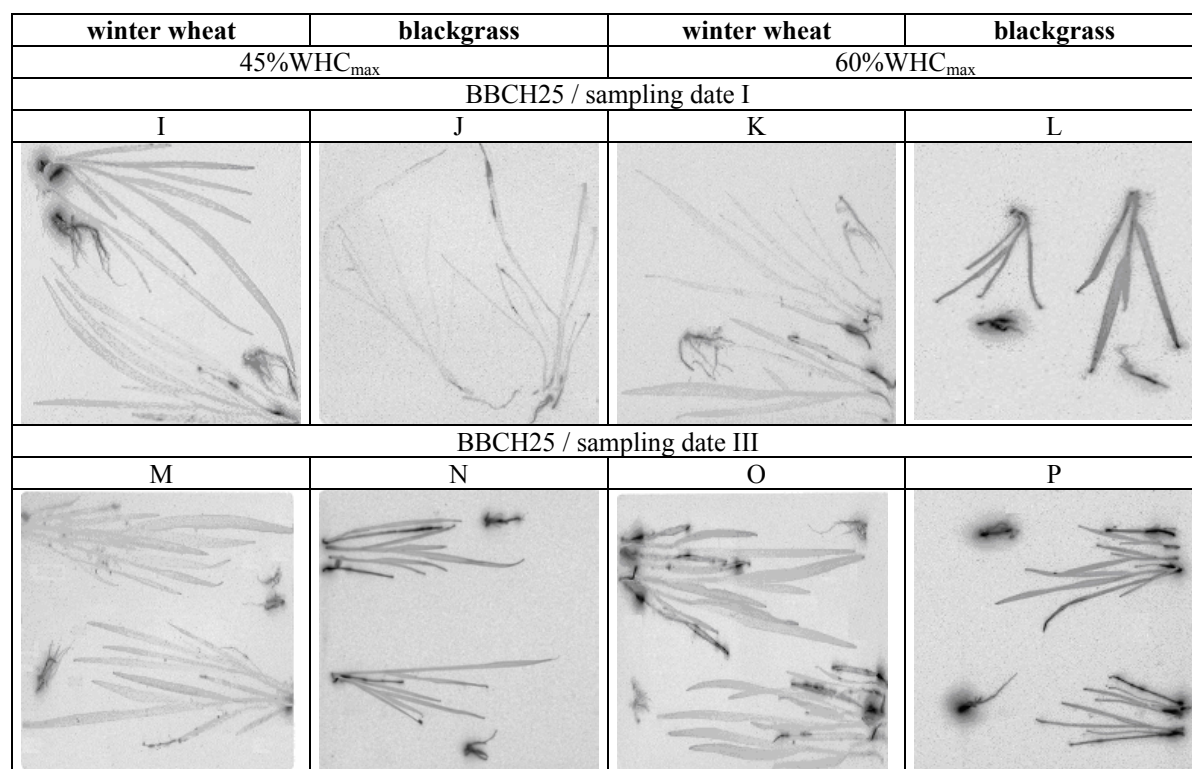 winter wheat blackgrass winter wheat blackgrass
45%WHCmax 60%WHCmax
BBCH25 / sampling date I
I J K L
BBCH25 / sampling date III
M N O P